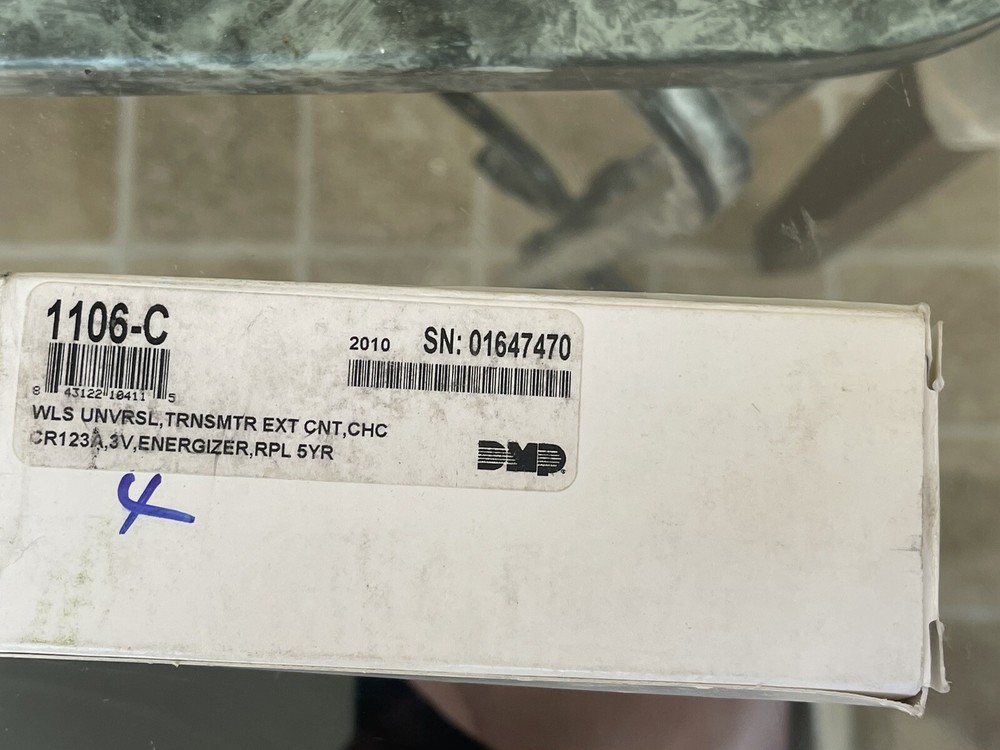 1106-C
2010 SN: 01647470
8 43122 10411 5
WLS UNVRSL,TRNSMTR EXT CNT,CHC
CR123A,3V,ENERGIZER,RPL 5YR
DMP
4